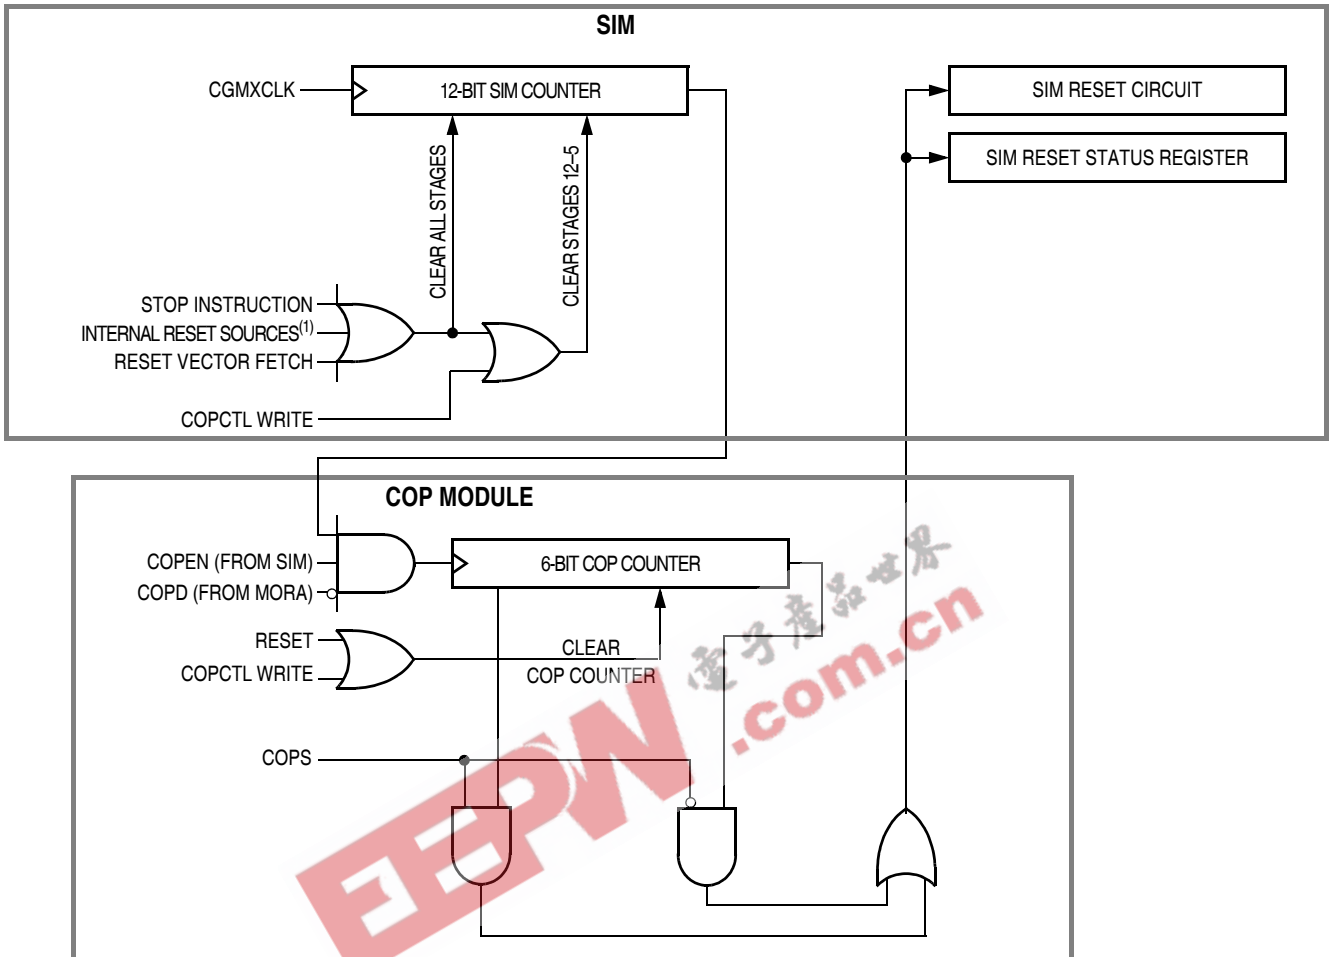 SIM
CGMXCLK
12-BIT SIM COUNTER
SIM RESET CIRCUIT
SIM RESET STATUS REGISTER
CLEAR ALL STAGES
CLEAR STAGES 12–5
STOP INSTRUCTION
INTERNAL RESET SOURCES(1)
RESET VECTOR FETCH
COPCTL WRITE
COP MODULE
COPEN (FROM SIM)
COPD (FROM MORA)
6-BIT COP COUNTER
RESET
COPCTL WRITE
CLEAR
COP COUNTER
COPS
EEPW
電子產品世界
.com.cn